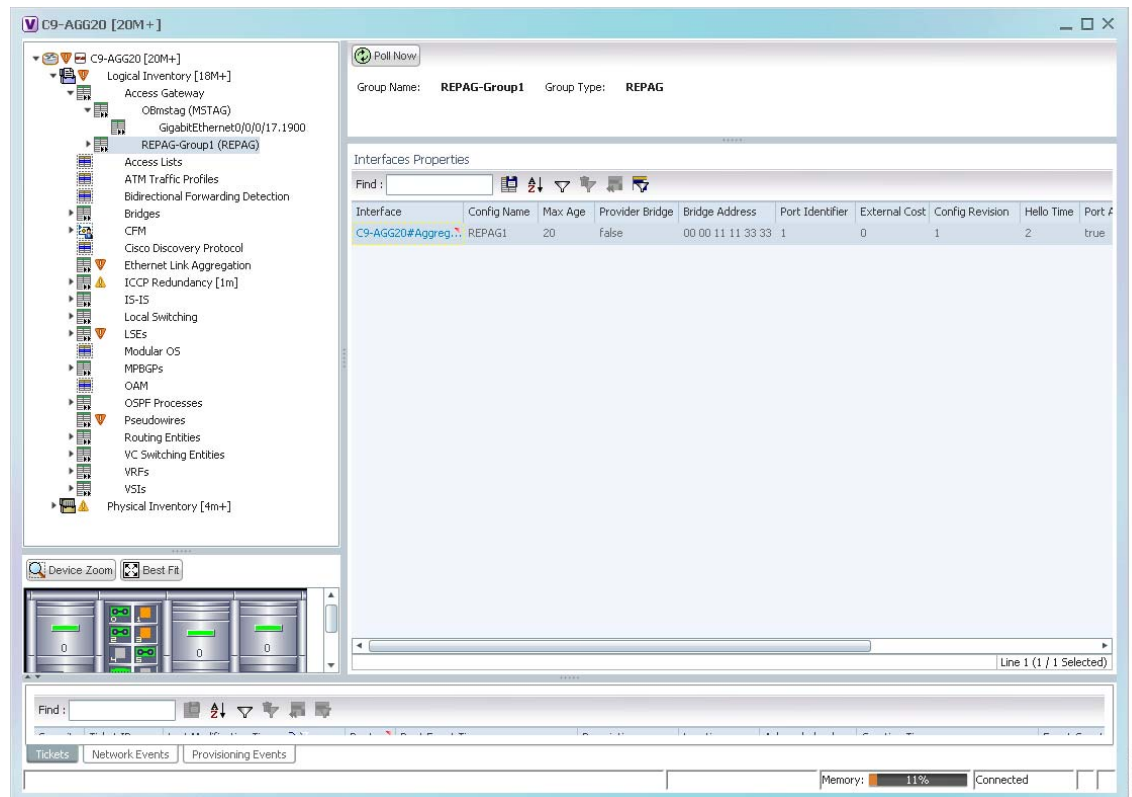 C9-AGG20 [20M+]
C9-AGG20 [20M+]
Logical Inventory [18M+]
Access Gateway
OBmstag (MSTAG)
GigabitEthernet0/0/0/17.1900
REPAG-Group1 (REPAG)
Access Lists
ATM Traffic Profiles
Bidirectional Forwarding Detection
Bridges
CFM
Cisco Discovery Protocol
Ethernet Link Aggregation
ICCP Redundancy [1m]
IS-IS
Local Switching
LSEs
Modular OS
MPBGPs
OAM
OSPF Processes
Pseudowires
Routing Entities
VC Switching Entities
VRFs
VSIs
Physical Inventory [4m+]
Device Zoom Best Fit
0 0 0
Poll Now
Group Name: REPAG-Group1 Group Type: REPAG
Interfaces Properties
Find :
Interface Config Name Max Age Provider Bridge Bridge Address Port Identifier External Cost Config Revision Hello Time Port A
C9-AGG20#Aggreg... REPAG1 20 false 00 00 11 11 33 33 1 0 1 2 true
Line 1 (1 / 1 Selected)
Find :
Tickets Network Events Provisioning Events
Memory: 11% Connected